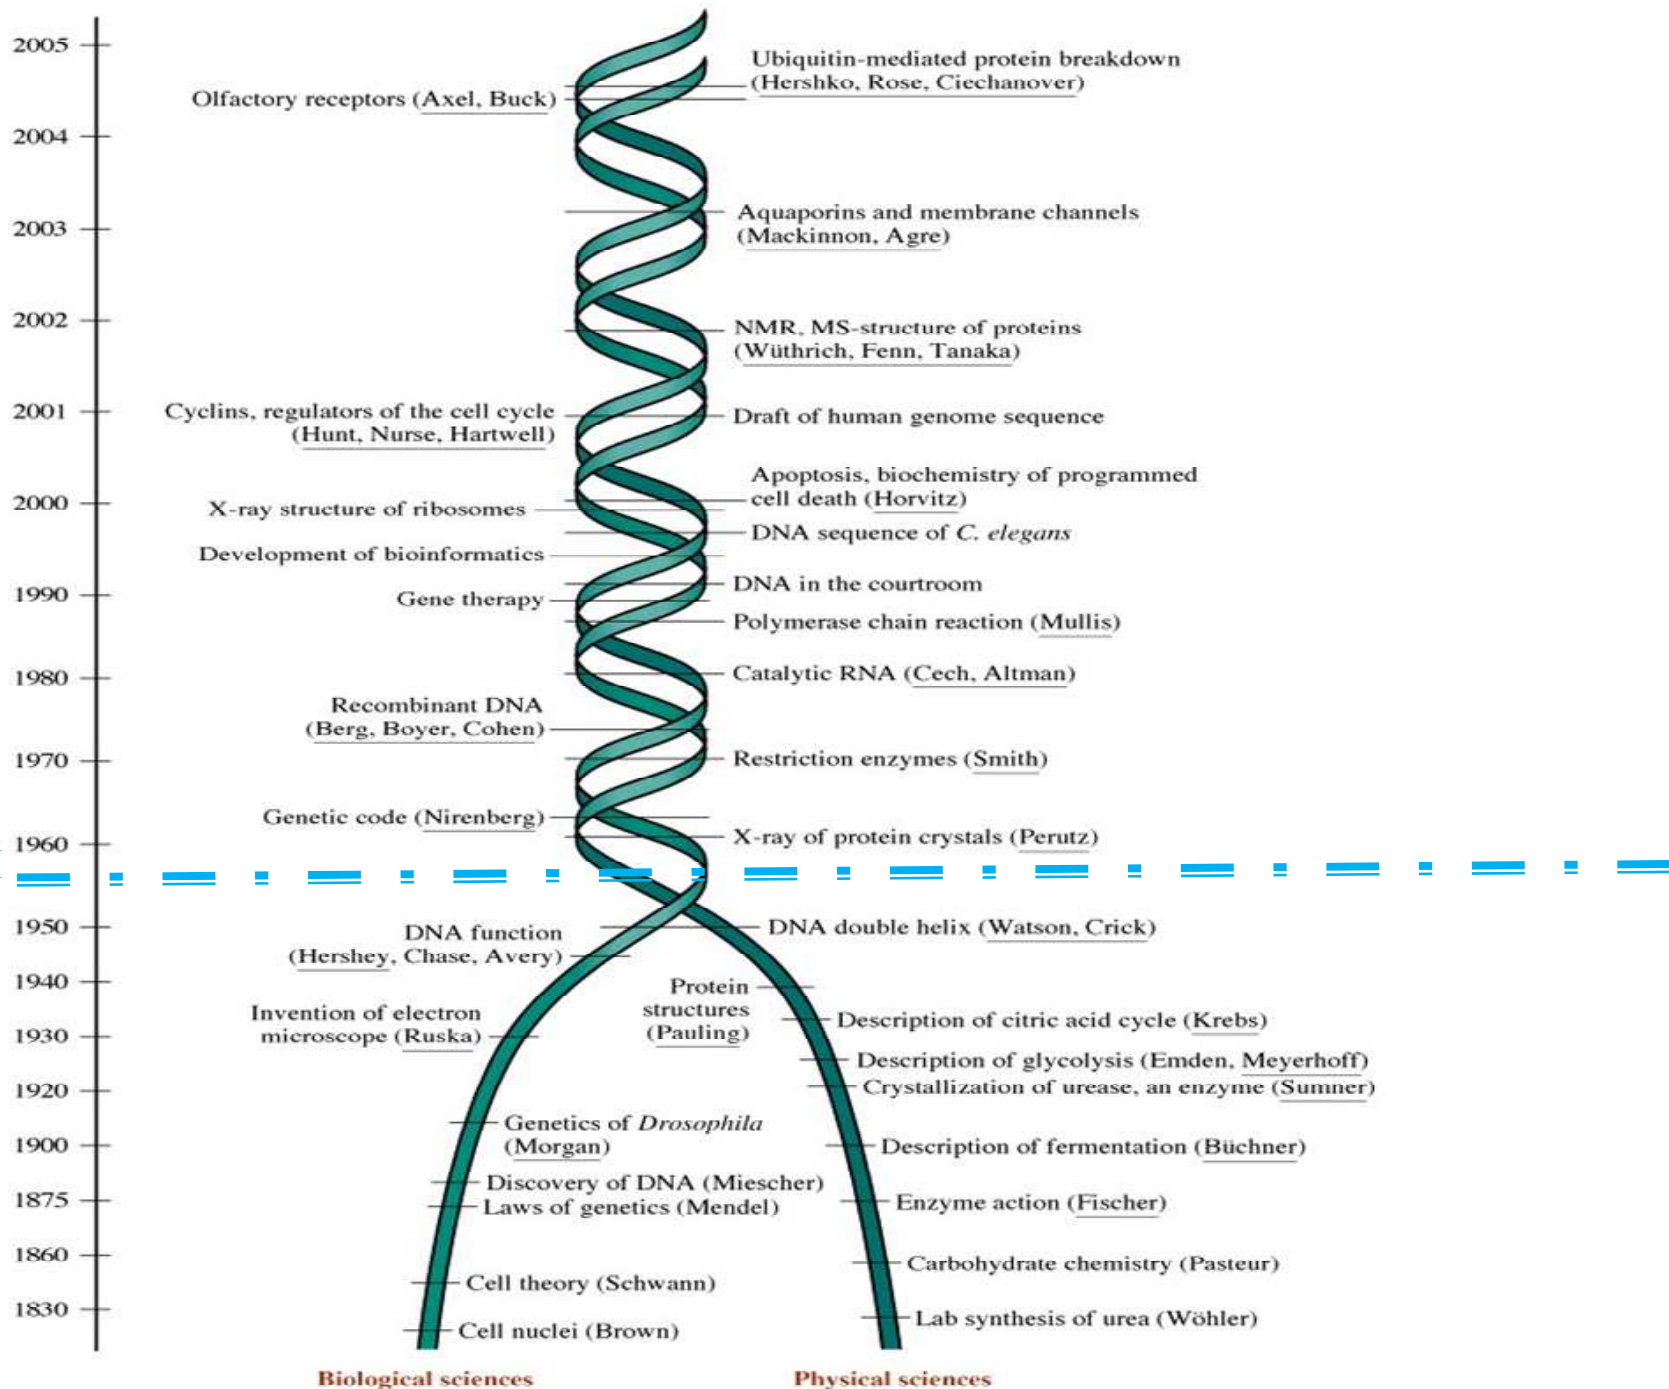 2005
Ubiquitin-mediated protein breakdown
(Hershko, Rose, Ciechanover)
Olfactory receptors (Axel, Buck)
2004
Aquaporins and membrane channels
2003
(Mackinnon, Agre)
2002
NMR, MS-structure of proteins
(Wüthrich, Fenn, Tanaka)
2001
Cyclins, regulators of the cell cycle
(Hunt, Nurse, Hartwell)
Draft of human genome sequence
Apoptosis, biochemistry of programmed
cell death (Horvitz)
2000
X-ray structure of ribosomes
DNA sequence of C. elegans
Development of bioinformatics
DNA in the courtroom
1990
Gene therapy
Polymerase chain reaction (Mullis)
1980
Catalytic RNA (Cech, Altman)
Recombinant DNA
(Berg, Boyer, Cohen)
1970
Restriction enzymes (Smith)
Genetic code (Nirenberg)
1960
X-ray of protein crystals (Perutz)
1950
DNA double helix (Watson, Crick)
DNA function
(Hershey, Chase, Avery)
1940
Protein
structures
(Pauling)
Invention of electron
microscope (Ruska)
Description of citric acid cycle (Krebs)
1930
Description of glycolysis (Emden, Meyerhoff)
1920
Crystallization of urease, an enzyme (Sumner)
Genetics of Drosophila
(Morgan)
1900
Description of fermentation (Büchner)
Discovery of DNA (Miescher)
1875
Laws of genetics (Mendel)
Enzyme action (Fischer)
1860
Carbohydrate chemistry (Pasteur)
Cell theory (Schwann)
1830
Lab synthesis of urea (Wöhler)
Cell nuclei (Brown)
Biological sciences
Physical sciences